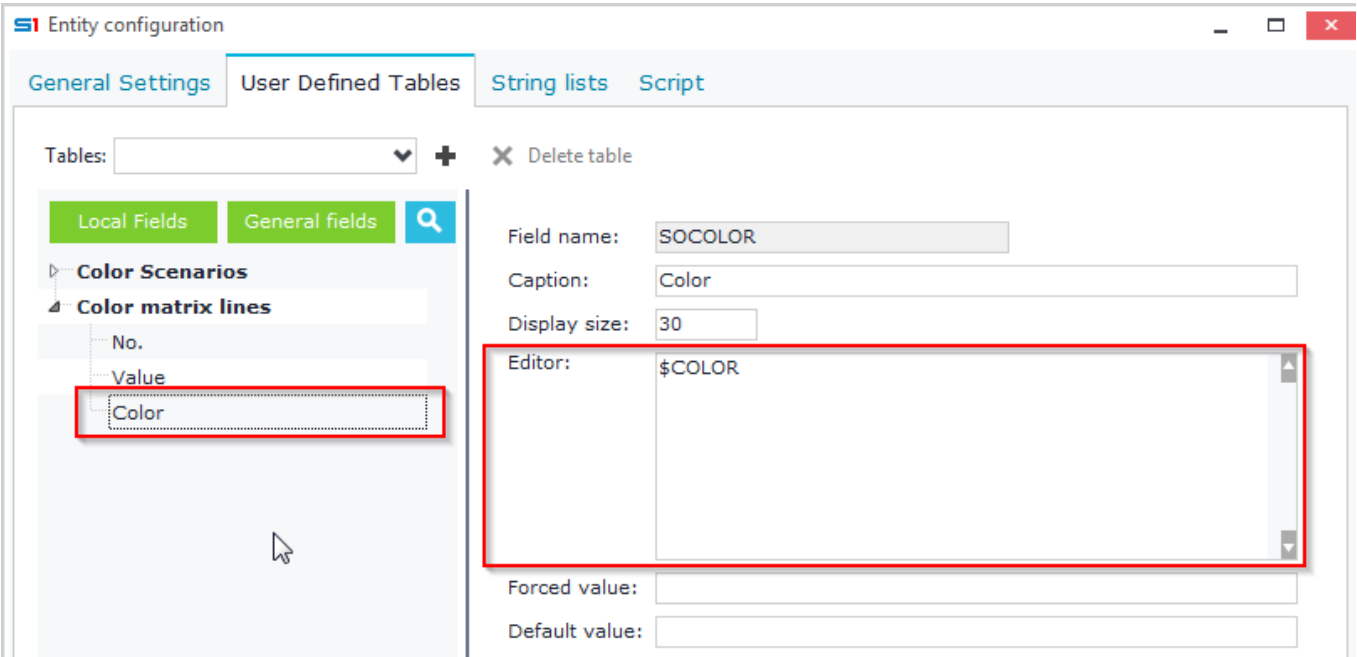 S1 Entity configuration
General Settings User Defined Tables String lists Script
Tables: Delete table
Local Fields General fields
Color Scenarios
Color matrix lines
No.
Value
Color
Field name: SOCOLOR
Caption: Color
Display size: 30
Editor: $COLOR
Forced value:
Default value: